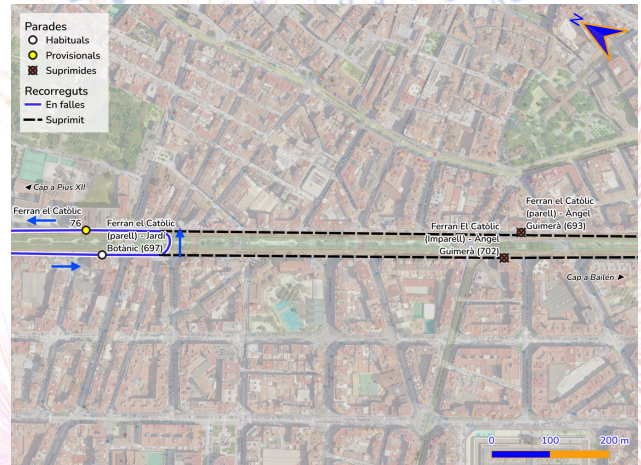 Parades
Habituals
Provisionals
Suprimides
Recorreguts
En falles
Suprimit
N
◄ Cap a Pius XII
Ferran el Catòlic
76
Ferran el Catòlic
(parell) - Jardí
Botànic (697)
Ferran El Catòlic
(Imparell) - Àngel
Guimerà (702)
Ferran el Catòlic
(parell) - Àngel
Guimerà (693)
Cap a Bailén ►
0 100 200 m